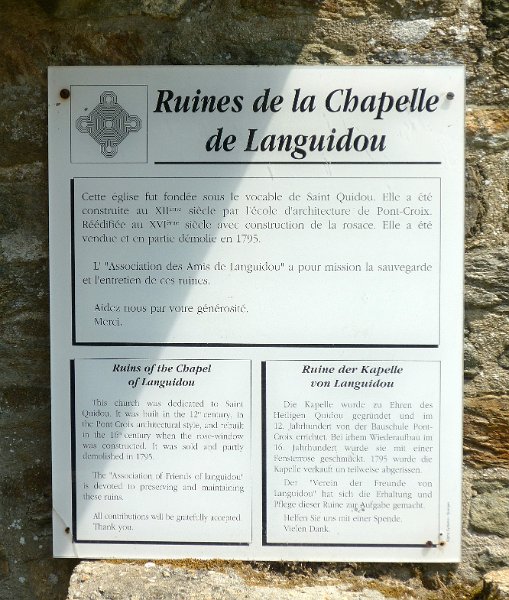 Ruines de la Chapelle
de Languidou
Cette église fut fondée sous le vocable de Saint Quidou. Elle a été
construite au XIIème siècle par l'école d'architecture de Pont-Croix.
Réédifiée au XVIème siècle avec construction de la rosace. Elle a été
vendue et en partie démolie en 1795.
L' "Association des Amis de Languidou" a pour mission la sauvegarde
et l'entretien de ces ruines.
Aidez nous par votre générosité.
Merci.
Ruins of the Chapel
of Languidou
This church was dedicated to Saint
Quidou. It was built in the 12th century, in
the Pont Croix architectural style, and rebuilt
in the 16th century when the rose-window
was constructed. It was sold and partly
demolished in 1795.
The "Association of Friends of languidou"
is devoted to preserving and maintaining
these ruins.
All contributions will be gratefully accepted.
Thank you.
Ruine der Kapelle
von Languidou
Die Kapelle wurde zu Ehren des
Heiligen Quidou gegründet und im
12. Jahrhundert von der Bauschule Pont-
Croix errichtet. Bei ihrem Wiederaufbau im
16. Jahrhundert wurde sie mit einer
Fensterrose geschmückt. 1795 wurde die
Kapelle verkauft un teilweise abgerissen.
Der "Verein der Freunde von
Languidou" hat sich die Erhaltung und
Pflege dieser Ruine zur Aufgabe gemacht.
Helfen Sie uns mit einer Spende.
Vielen Dank.